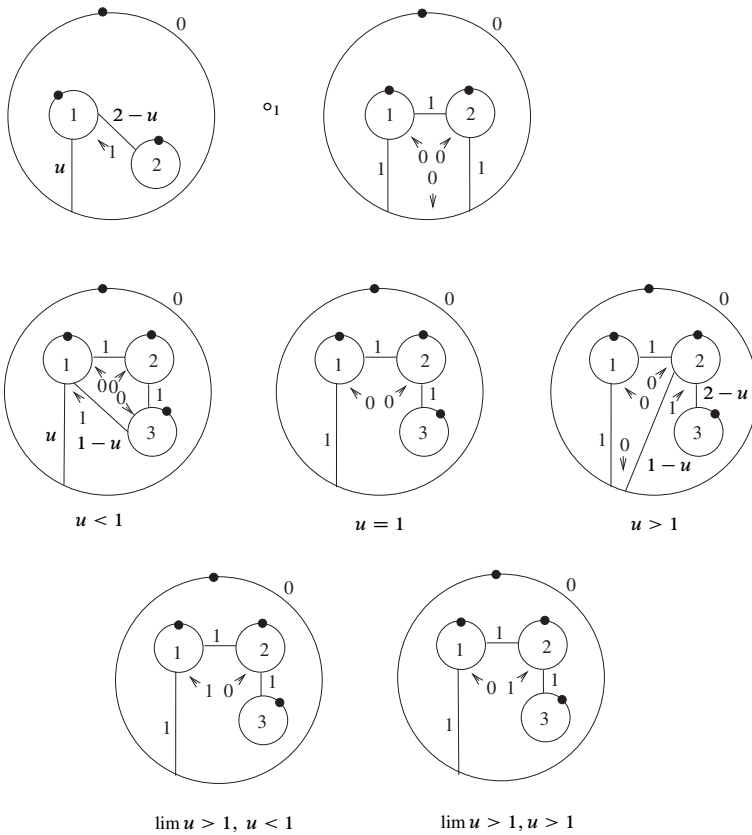 0 0
1 2 − u ∘₁ 1 1 2
1 2 0 0
u 1 0 1
0 0 0
1 1 2 1 1 2 1 1 2
0 0 0 1 0 0 1 0 0 1 2 − u
u 1 3 1 3 1 0 3
1 − u 1 − u
u < 1 u = 1 u > 1
0 0
1 1 2 1 1 2
1 0 1 0 1 1
1 3 1 3
lim u > 1, u < 1 lim u > 1, u > 1